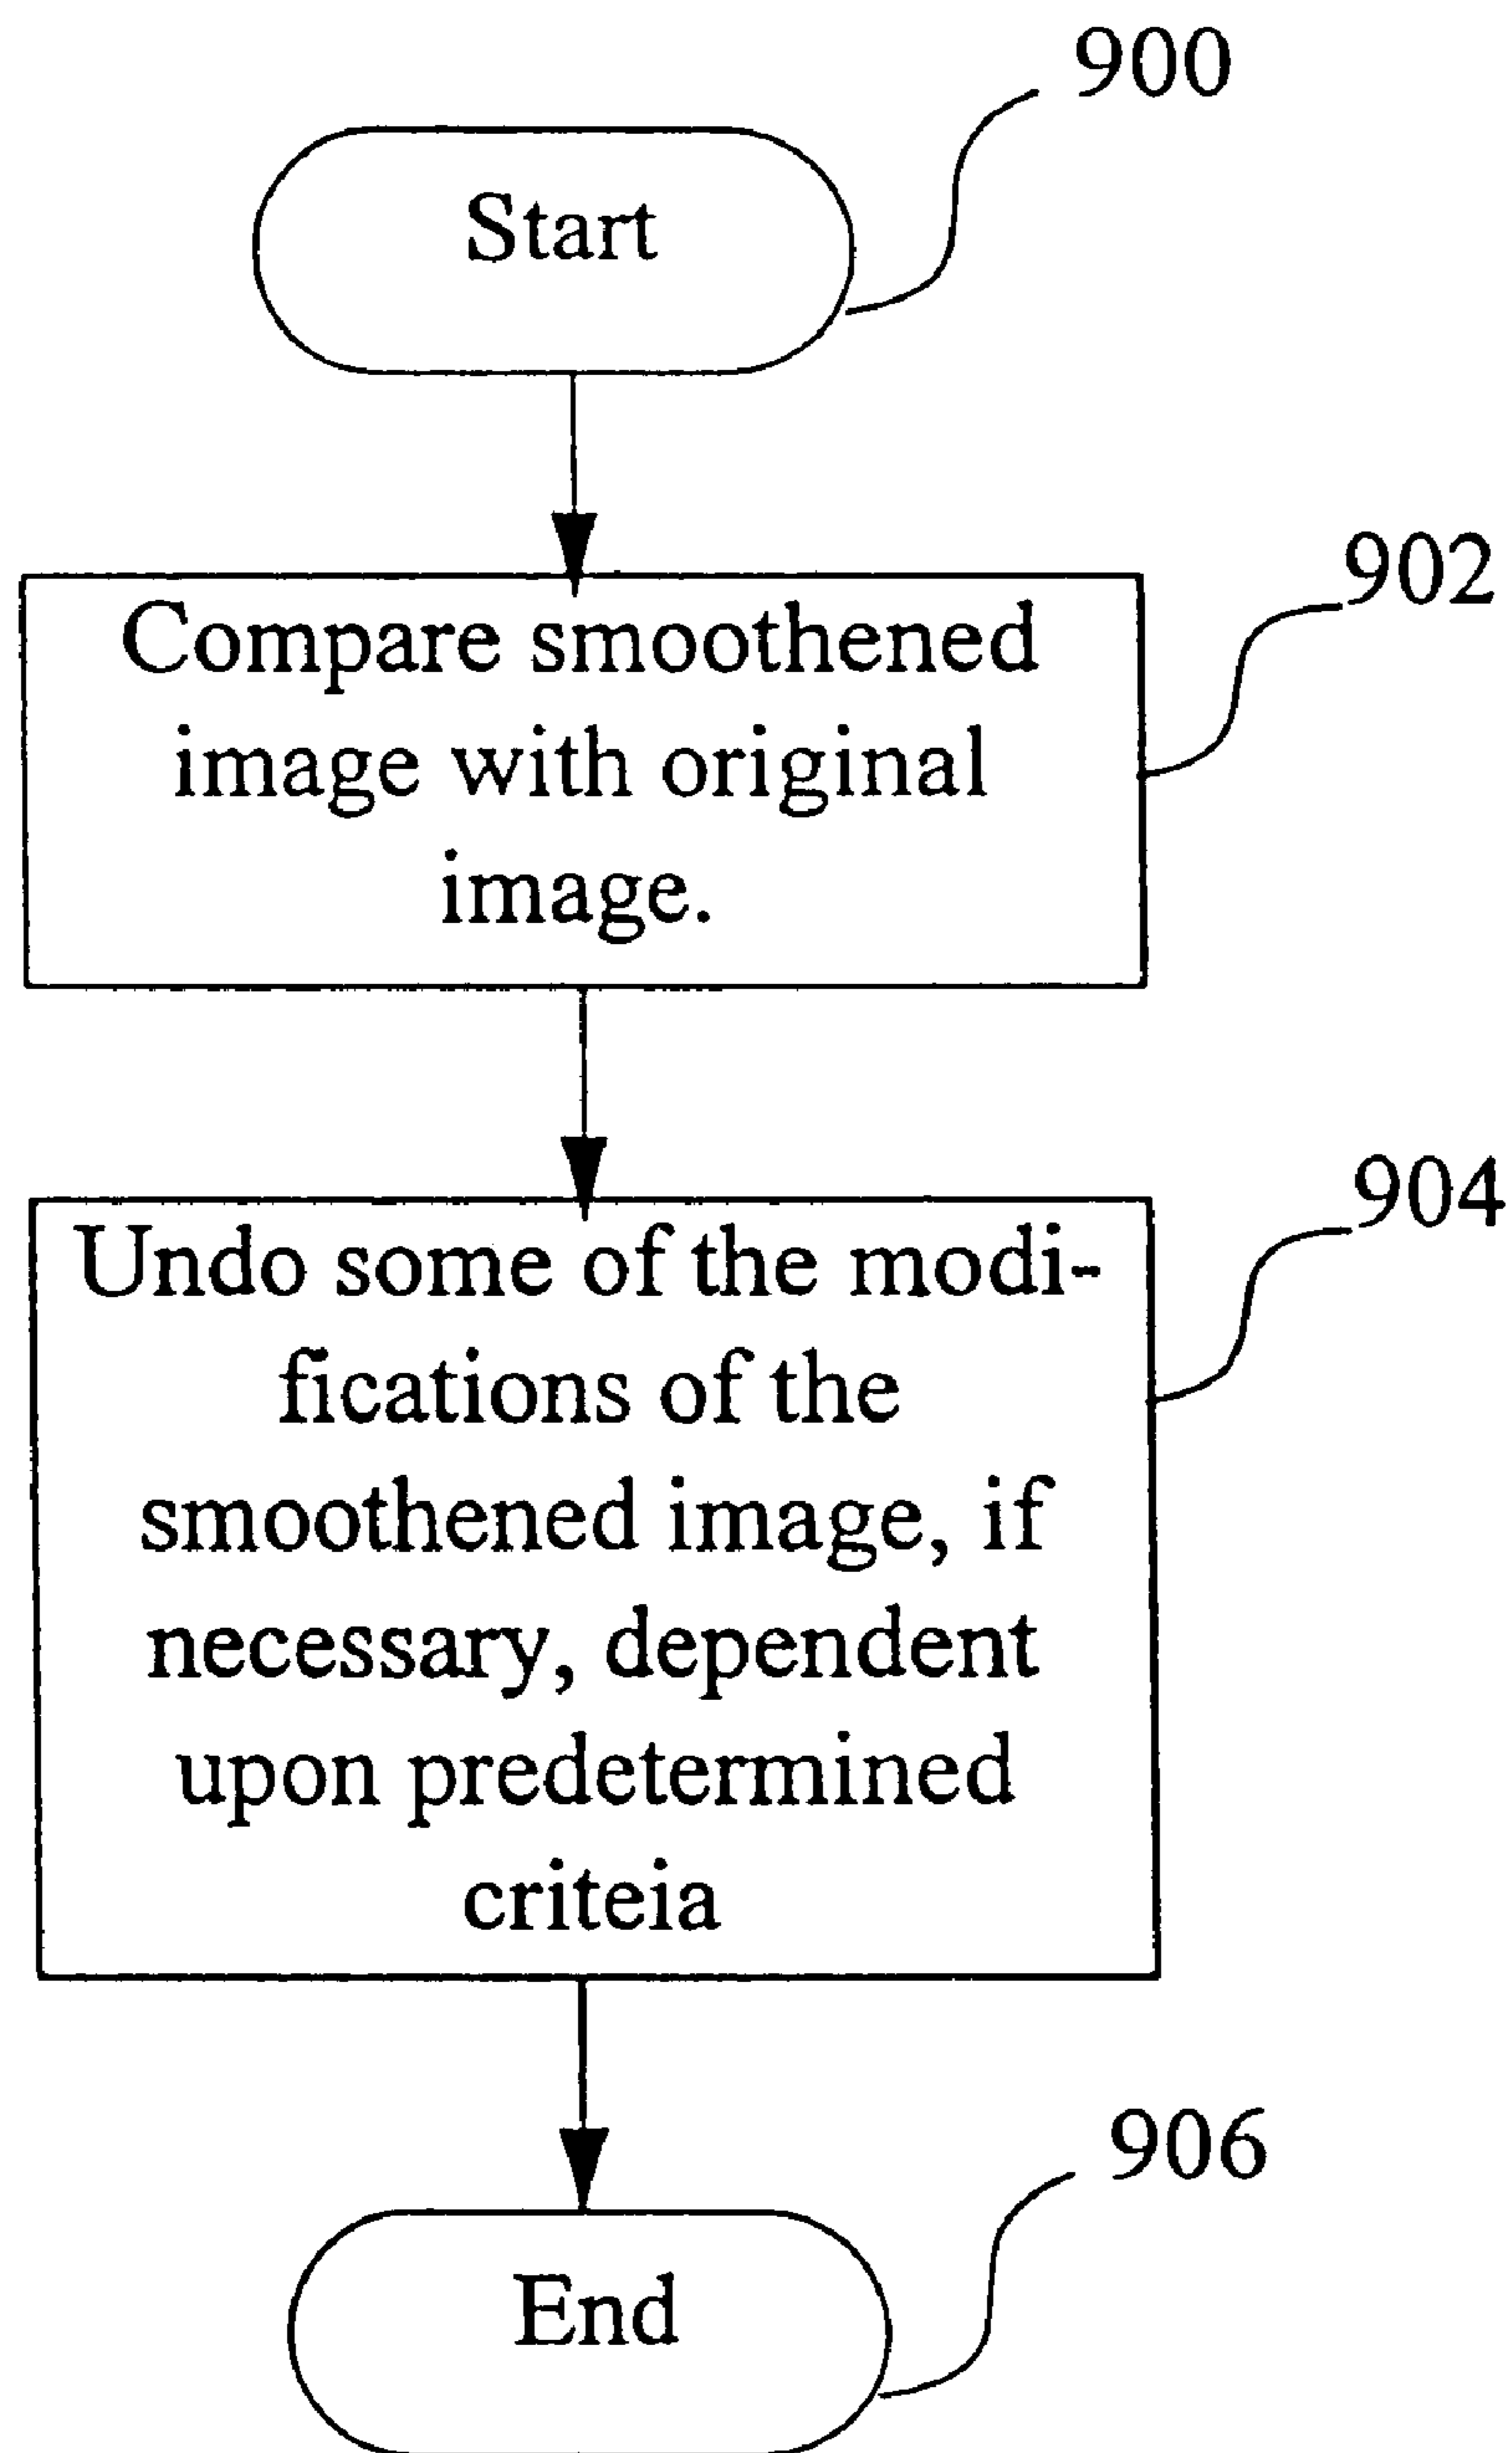 900
Start
902
Compare smoothened
image with original
image.
904
Undo some of the modi-
fications of the
smoothened image, if
necessary, dependent
upon predetermined
criteia
906
End